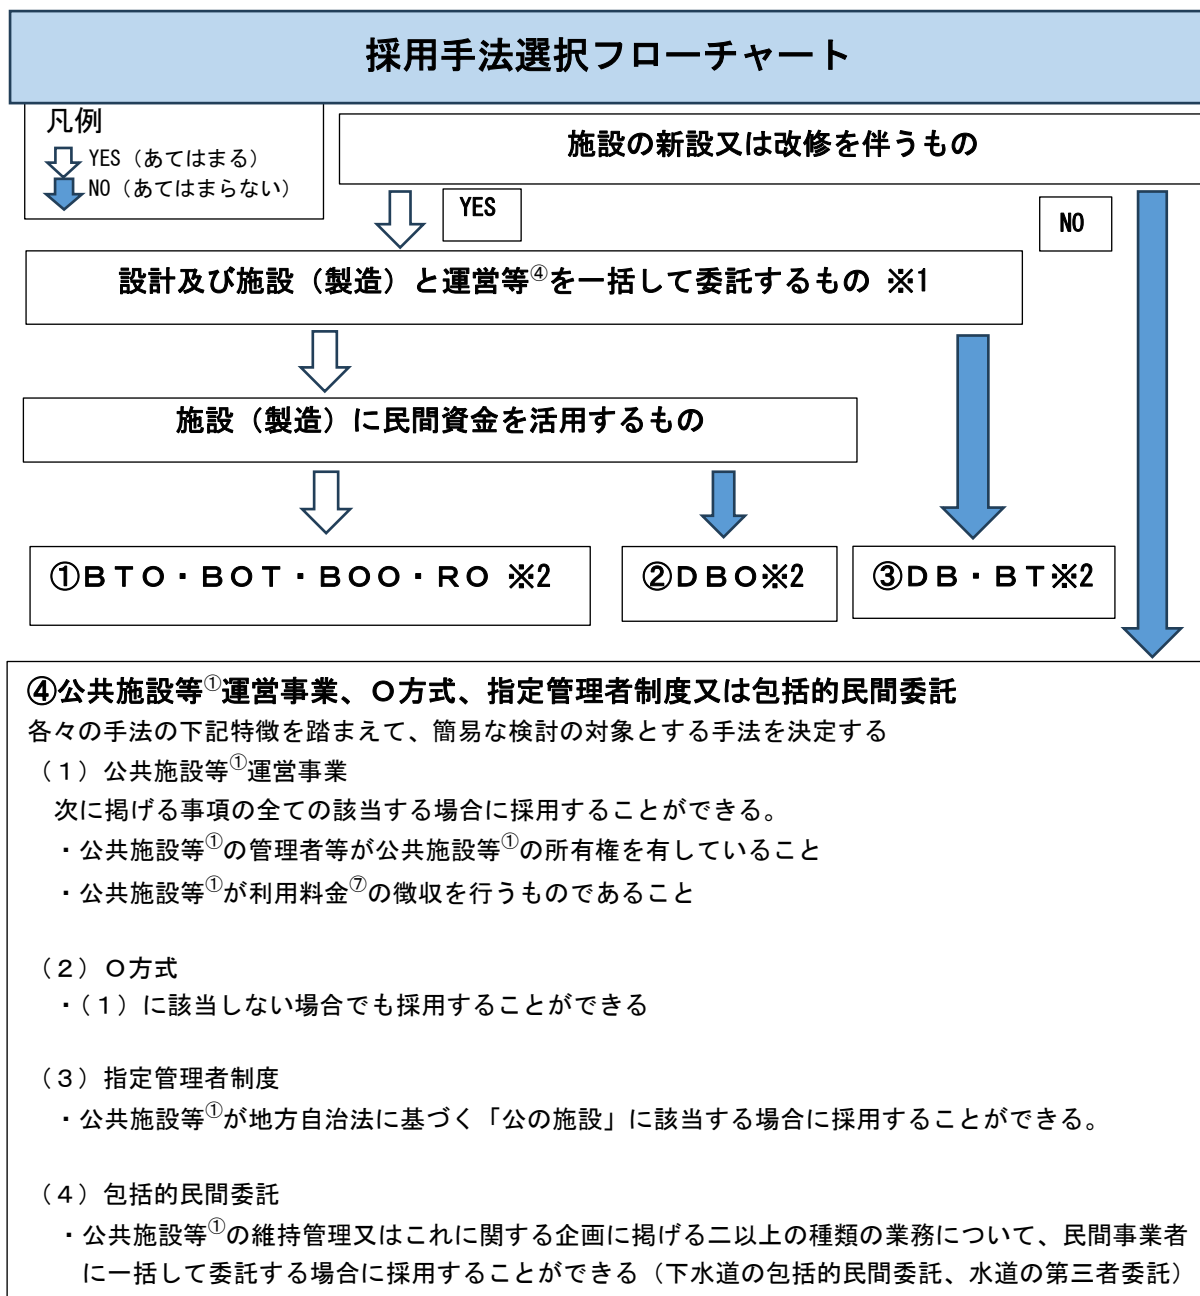 採用手法選択フローチャート
凡例
YES（あてはまる）
NO（あてはまらない）
施設の新設又は改修を伴うもの
YES
NO
設計及び施設（製造）と運営等④を一括して委託するもの ※1
施設（製造）に民間資金を活用するもの
①ＢＴＯ・ＢＯＴ・ＢＯＯ・ＲＯ ※2
②ＤＢＯ※2
③ＤＢ・ＢＴ※2
④公共施設等①運営事業、Ｏ方式、指定管理者制度又は包括的民間委託
各々の手法の下記特徴を踏まえて、簡易な検討の対象とする手法を決定する
（１）公共施設等①運営事業
次に掲げる事項の全ての該当する場合に採用することができる。
・公共施設等①の管理者等が公共施設等①の所有権を有していること
・公共施設等①が利用料金⑦の徴収を行うものであること
（２）Ｏ方式
・（１）に該当しない場合でも採用することができる
（３）指定管理者制度
・公共施設等①が地方自治法に基づく「公の施設」に該当する場合に採用することができる。
（４）包括的民間委託
・公共施設等①の維持管理又はこれに関する企画に掲げる二以上の種類の業務について、民間事業者
に一括して委託する場合に採用することができる（下水道の包括的民間委託、水道の第三者委託）